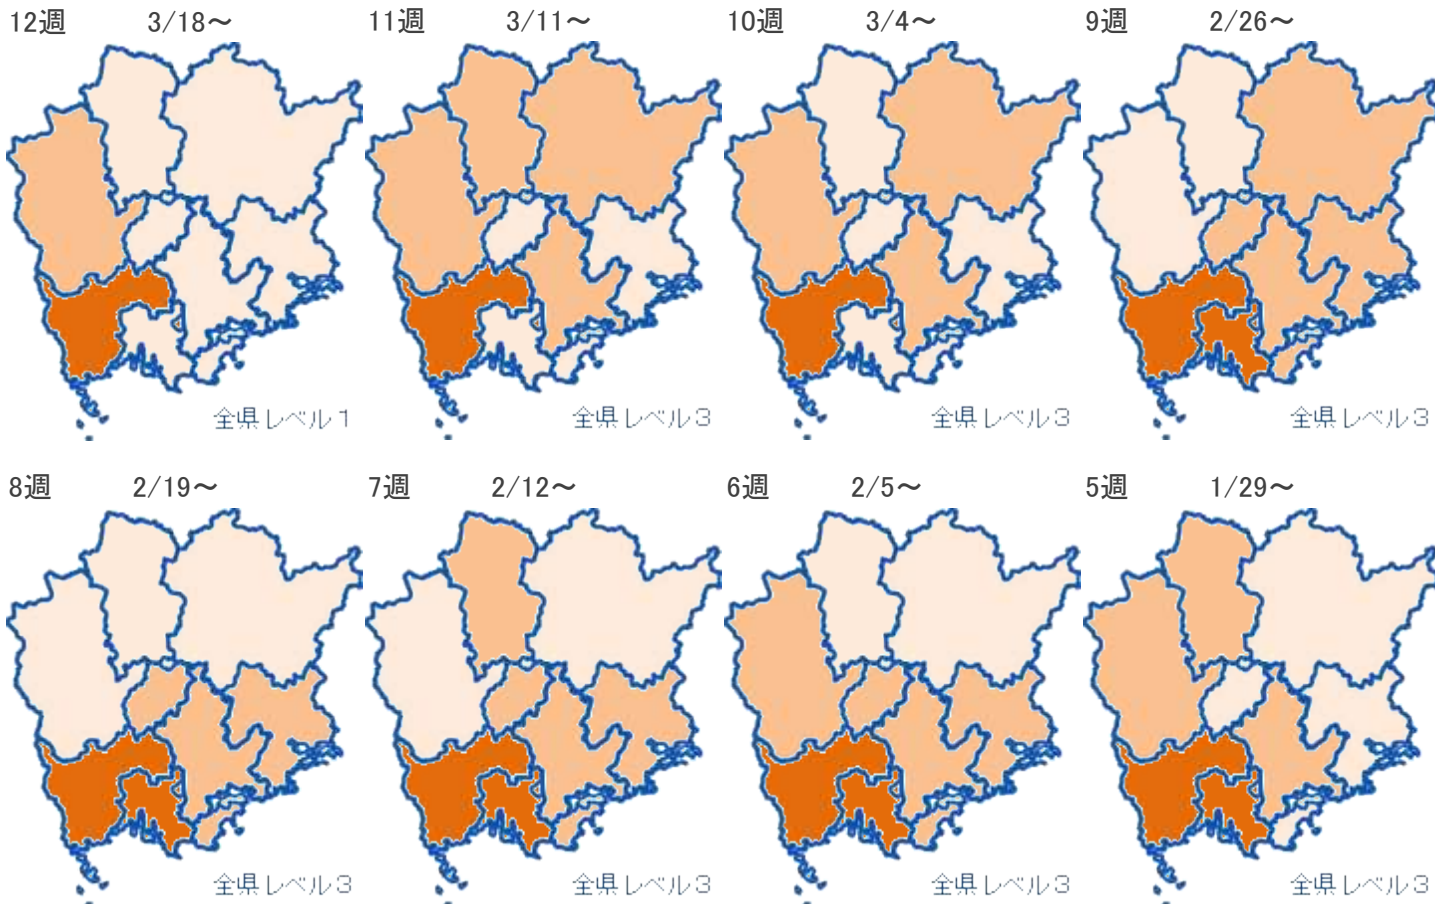 12週 3/18～
11週 3/11～
10週 3/4～
9週 2/26～
全県レベル１
全県レベル３
全県レベル３
全県レベル３
8週 2/19～
7週 2/12～
6週 2/5～
5週 1/29～
全県レベル３
全県レベル３
全県レベル３
全県レベル３